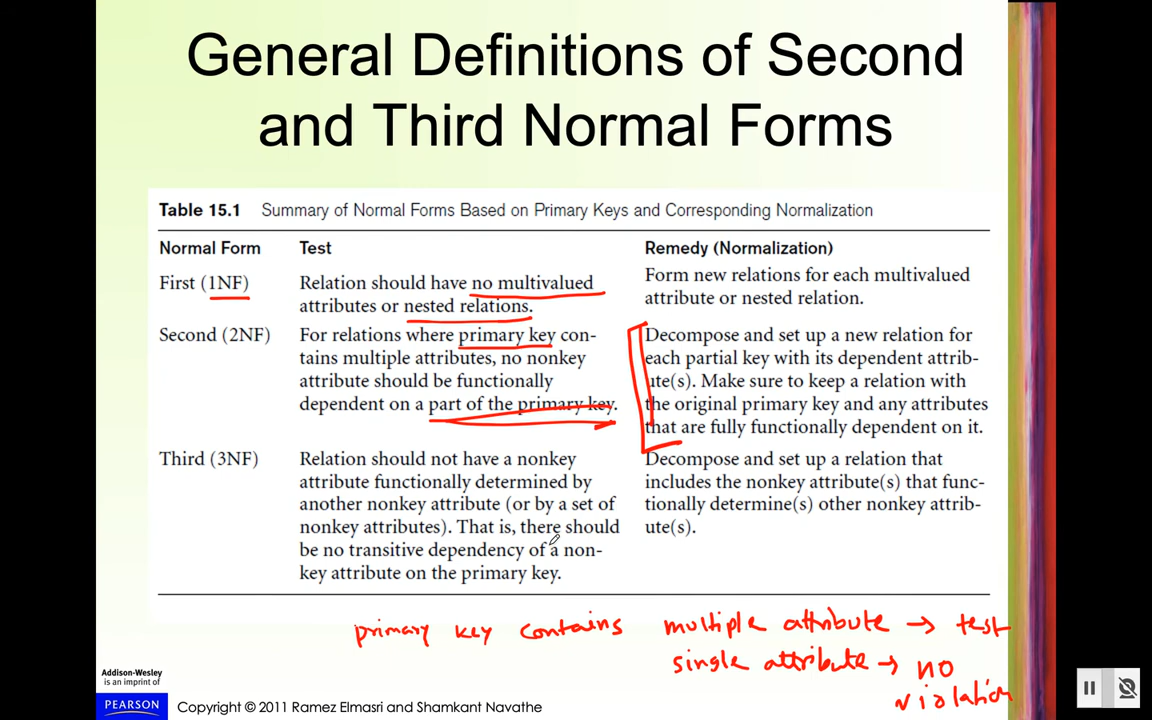 General Definitions of Second
and Third Normal Forms
Table 15.1 Summary of Normal Forms Based on Primary Keys and Corresponding Normalization
Normal Form Test Remedy (Normalization)
First (1NF) Relation should have no multivalued
attributes or nested relations.
Form new relations for each multivalued
attribute or nested relation.
Second (2NF) For relations where primary key con-
tains multiple attributes, no nonkey
attribute should be functionally
dependent on a part of the primary key.
Decompose and set up a new relation for
each partial key with its dependent attrib-
ute(s). Make sure to keep a relation with
the original primary key and any attributes
that are fully functionally dependent on it.
Third (3NF) Relation should not have a nonkey
attribute functionally determined by
another nonkey attribute (or by a set of
nonkey attributes). That is, there should
be no transitive dependency of a non-
key attribute on the primary key.
Decompose and set up a relation that
includes the nonkey attribute(s) that func-
tionally determine(s) other nonkey attrib-
ute(s).
primary key contains multiple attribute → test
single attribute → no
violation
Addison-Wesley
is an imprint of
PEARSON
Copyright © 2011 Ramez Elmasri and Shamkant Navathe